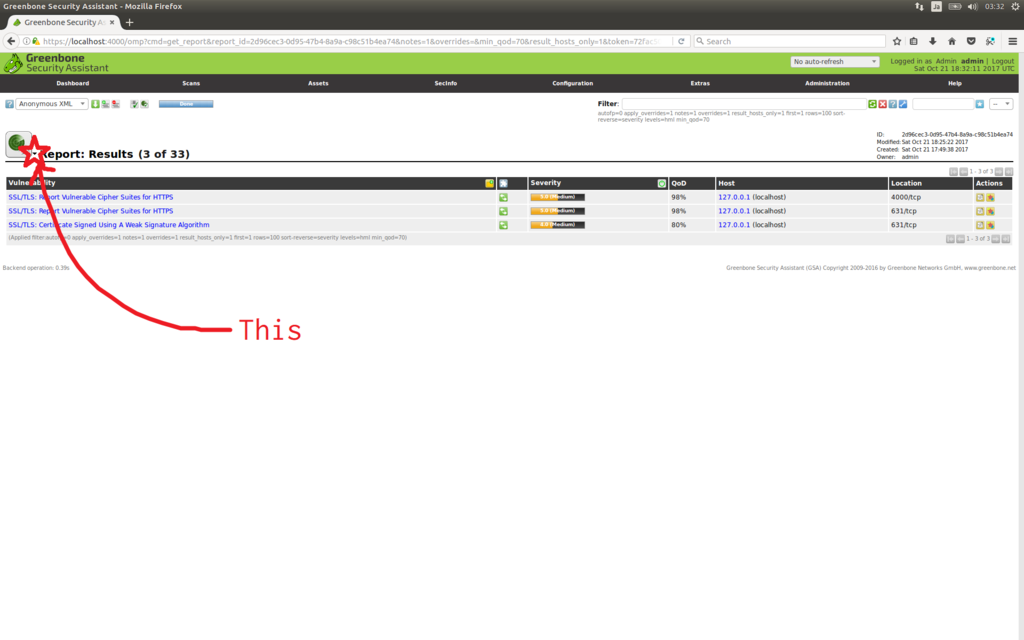 Greenbone Security Assistant - Mozilla Firefox
Ja
03:32
Greenbone Security A
https://localhost:4000/omp?cmd=get_report&report_id=2d96cec3-0d95-47b4-8a9a-c98c51b4ea74&notes=1&overrides=&min_qod=70&result_hosts_only=1&token=72fac
Search
Greenbone
Security Assistant
No auto-refresh
Logged in as Admin admin | Logout
Sat Oct 21 18:32:11 2017 UTC
Dashboard Scans Assets SecInfo Configuration Extras Administration Help
Anonymous XML
Done
Filter:
--
autofp=0 apply_overrides=1 notes=1 overrides=1 result_hosts_only=1 first=1 rows=100 sort-
reverse=severity levels=hml min_qod=70
Report: Results (3 of 33)
ID: 2d96cec3-0d95-47b4-8a9a-c98c51b4ea74
Modified: Sat Oct 21 18:25:22 2017
Created: Sat Oct 21 17:49:38 2017
Owner: admin
1 - 3 of 3
Vulnerability Severity QoD Host Location Actions
SSL/TLS: Report Vulnerable Cipher Suites for HTTPS 5.0 (Medium) 98% 127.0.0.1 (localhost) 4000/tcp
SSL/TLS: Report Vulnerable Cipher Suites for HTTPS 5.0 (Medium) 98% 127.0.0.1 (localhost) 631/tcp
SSL/TLS: Certificate Signed Using A Weak Signature Algorithm 4.0 (Medium) 80% 127.0.0.1 (localhost) 631/tcp
(Applied filter:autofp=0 apply_overrides=1 notes=1 overrides=1 result_hosts_only=1 first=1 rows=100 sort-reverse=severity levels=hml min_qod=70)
1 - 3 of 3
Backend operation: 0.39s
Greenbone Security Assistant (GSA) Copyright 2009-2016 by Greenbone Networks GmbH, www.greenbone.net
This